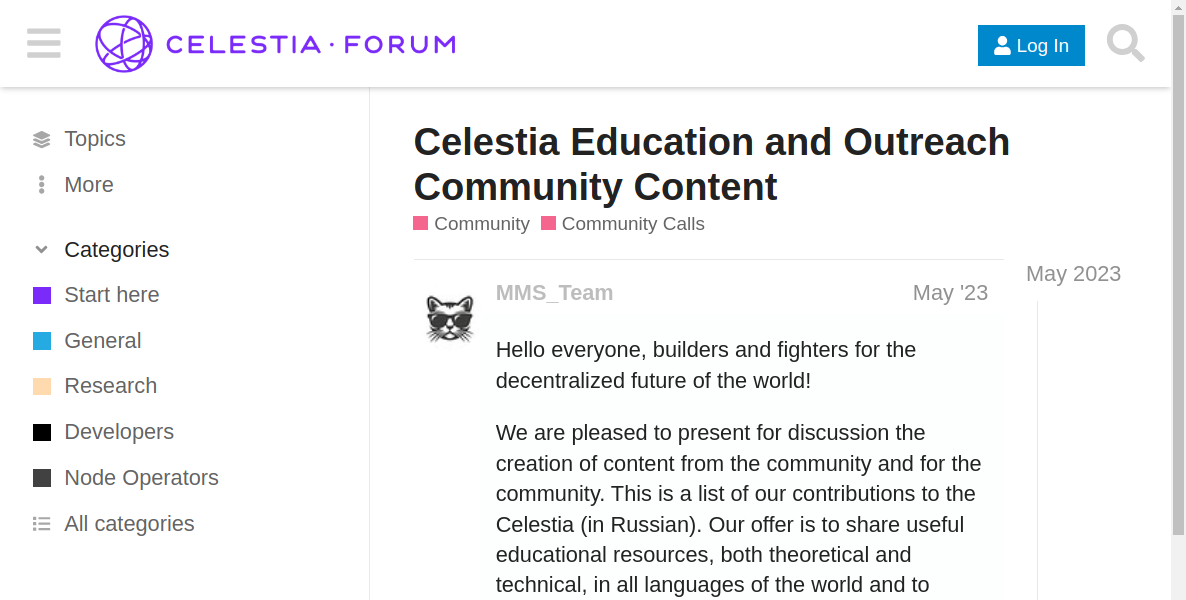 CELESTIA · FORUM
Log In
Topics
More
Categories
Start here
General
Research
Developers
Node Operators
All categories
Celestia Education and Outreach
Community Content
Community Community Calls
May 2023
MMS_Team
May '23
Hello everyone, builders and fighters for the
decentralized future of the world!
We are pleased to present for discussion the
creation of content from the community and for the
community. This is a list of our contributions to the
Celestia (in Russian). Our offer is to share useful
educational resources, both theoretical and
technical, in all languages of the world and to